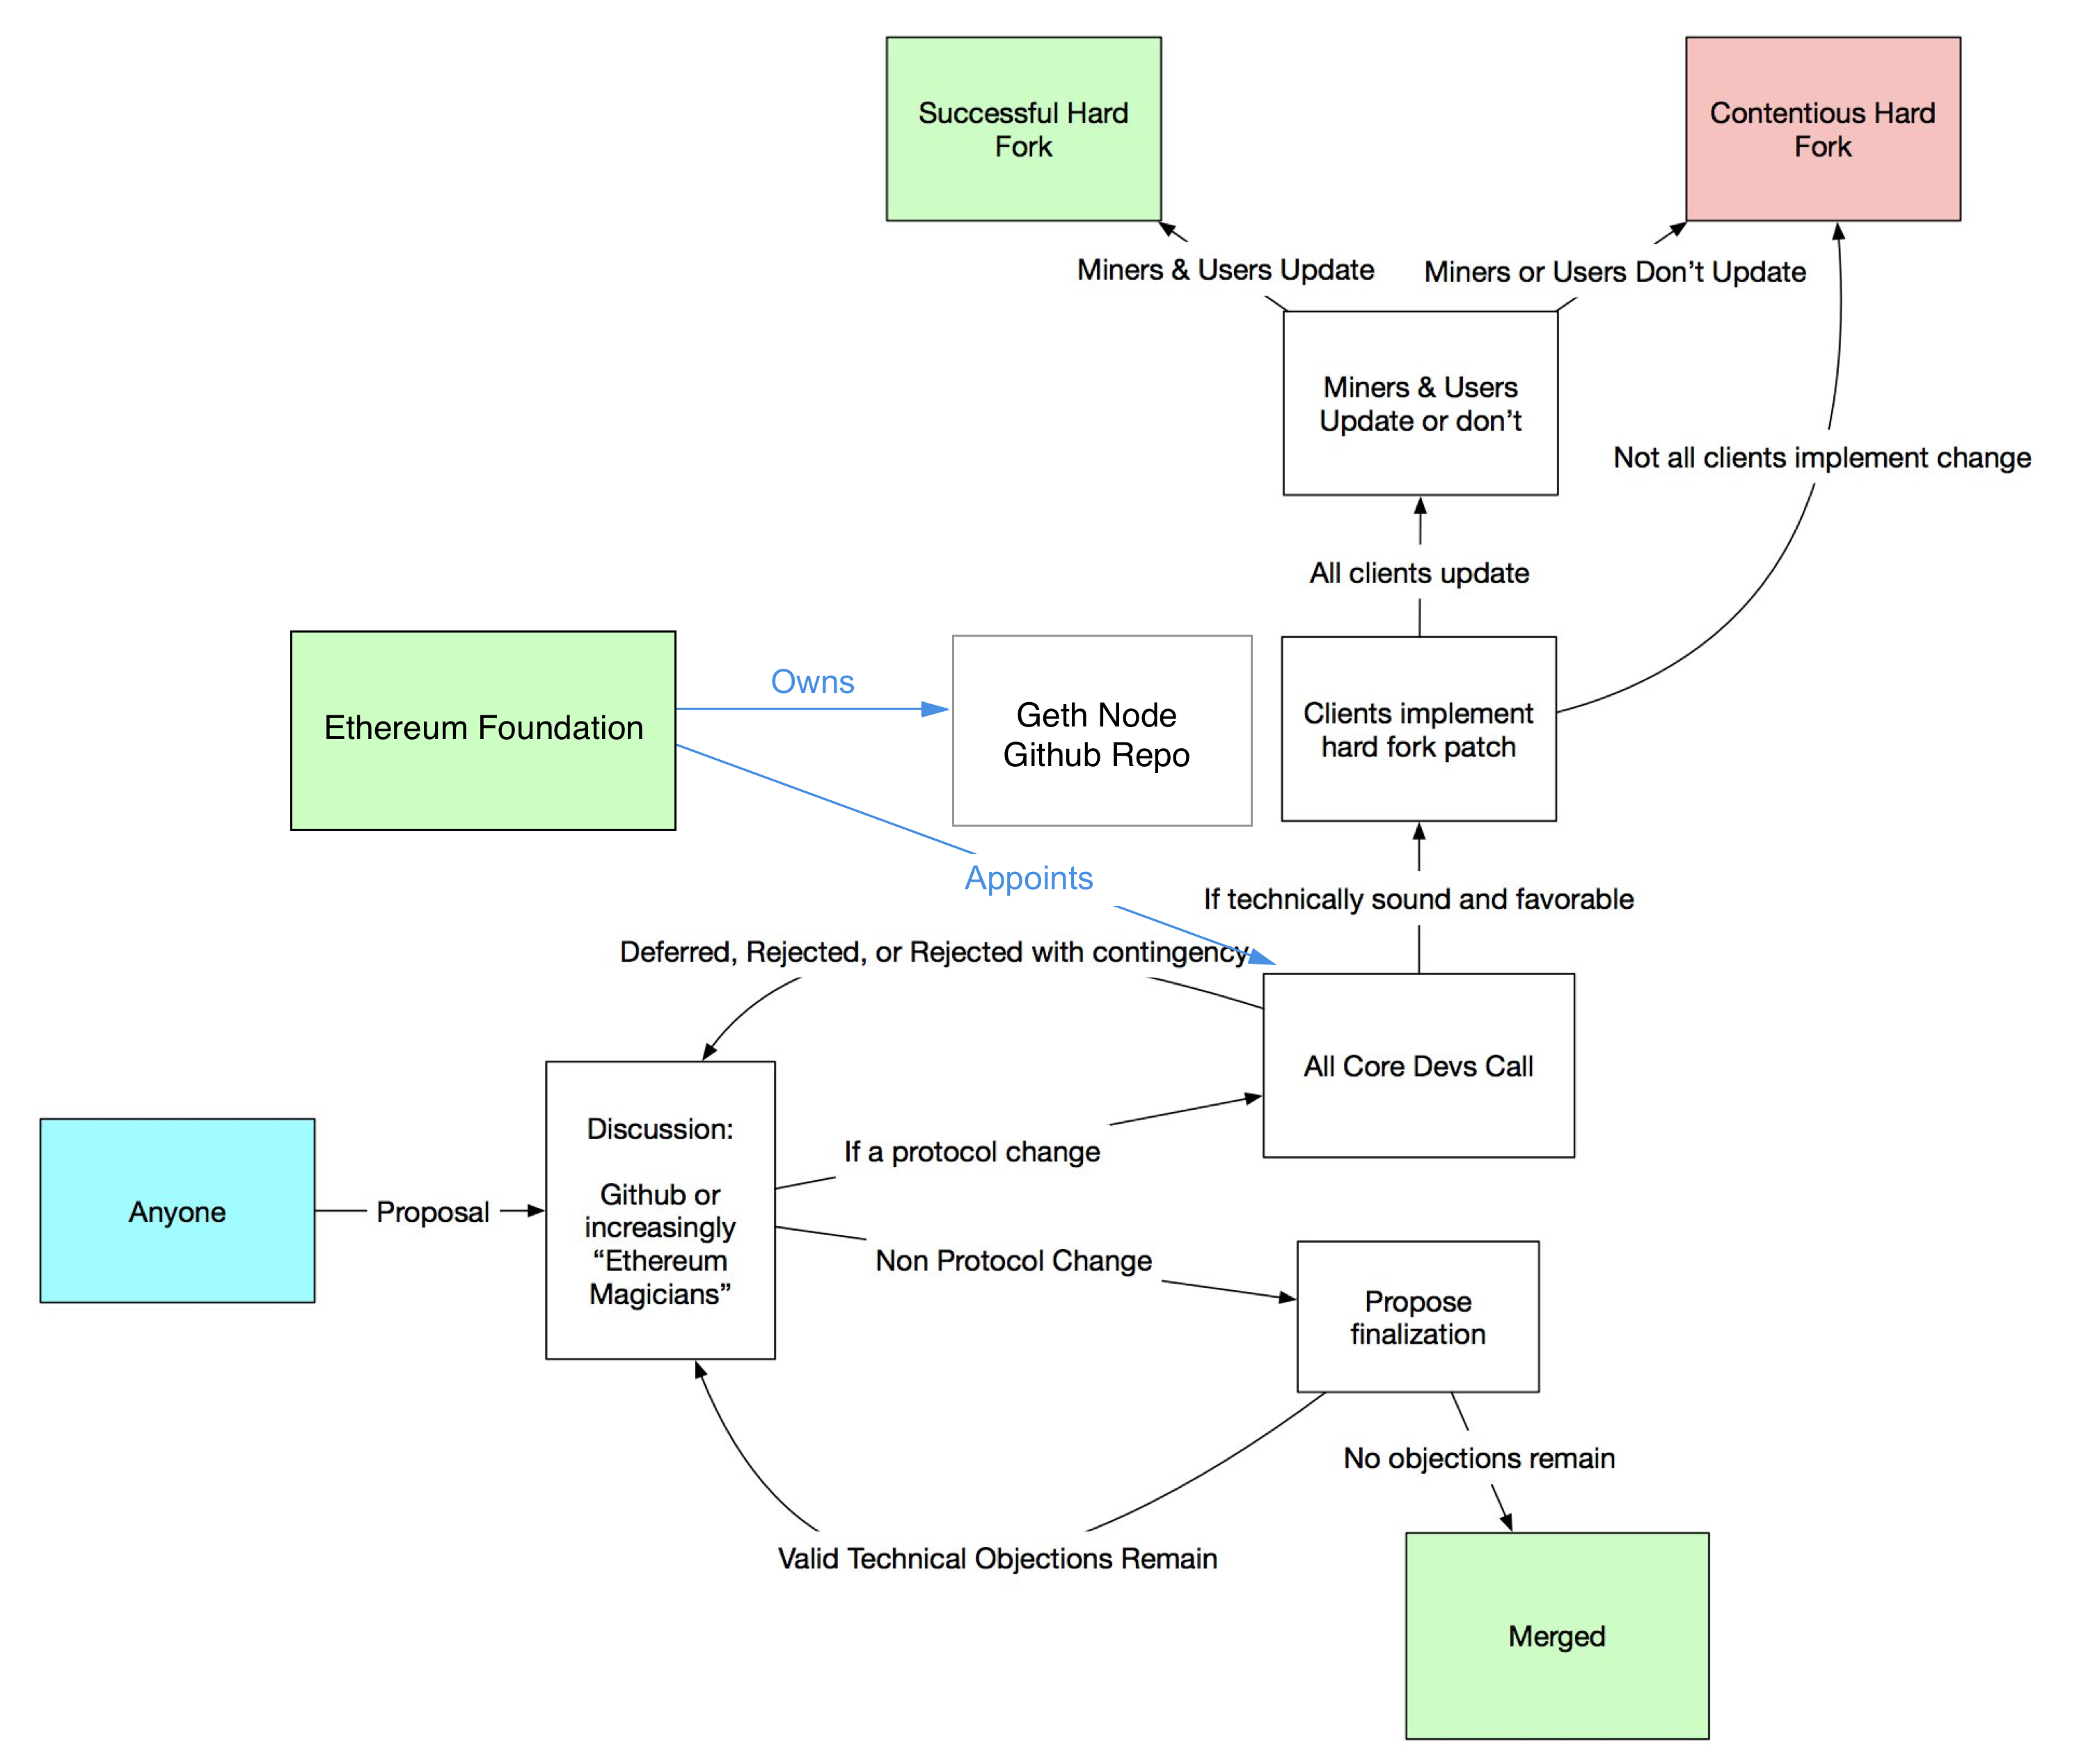 Successful Hard
Fork
Contentious Hard
Fork
Miners & Users Update
Miners or Users Don’t Update
Miners & Users
Update or don’t
Not all clients implement change
All clients update
Ethereum Foundation
Owns
Geth Node
Github Repo
Clients implement
hard fork patch
Appoints
If technically sound and favorable
Deferred, Rejected, or Rejected with contingency
All Core Devs Call
Anyone
Proposal
Discussion:
Github or
increasingly
“Ethereum
Magicians”
If a protocol change
Non Protocol Change
Propose
finalization
No objections remain
Valid Technical Objections Remain
Merged